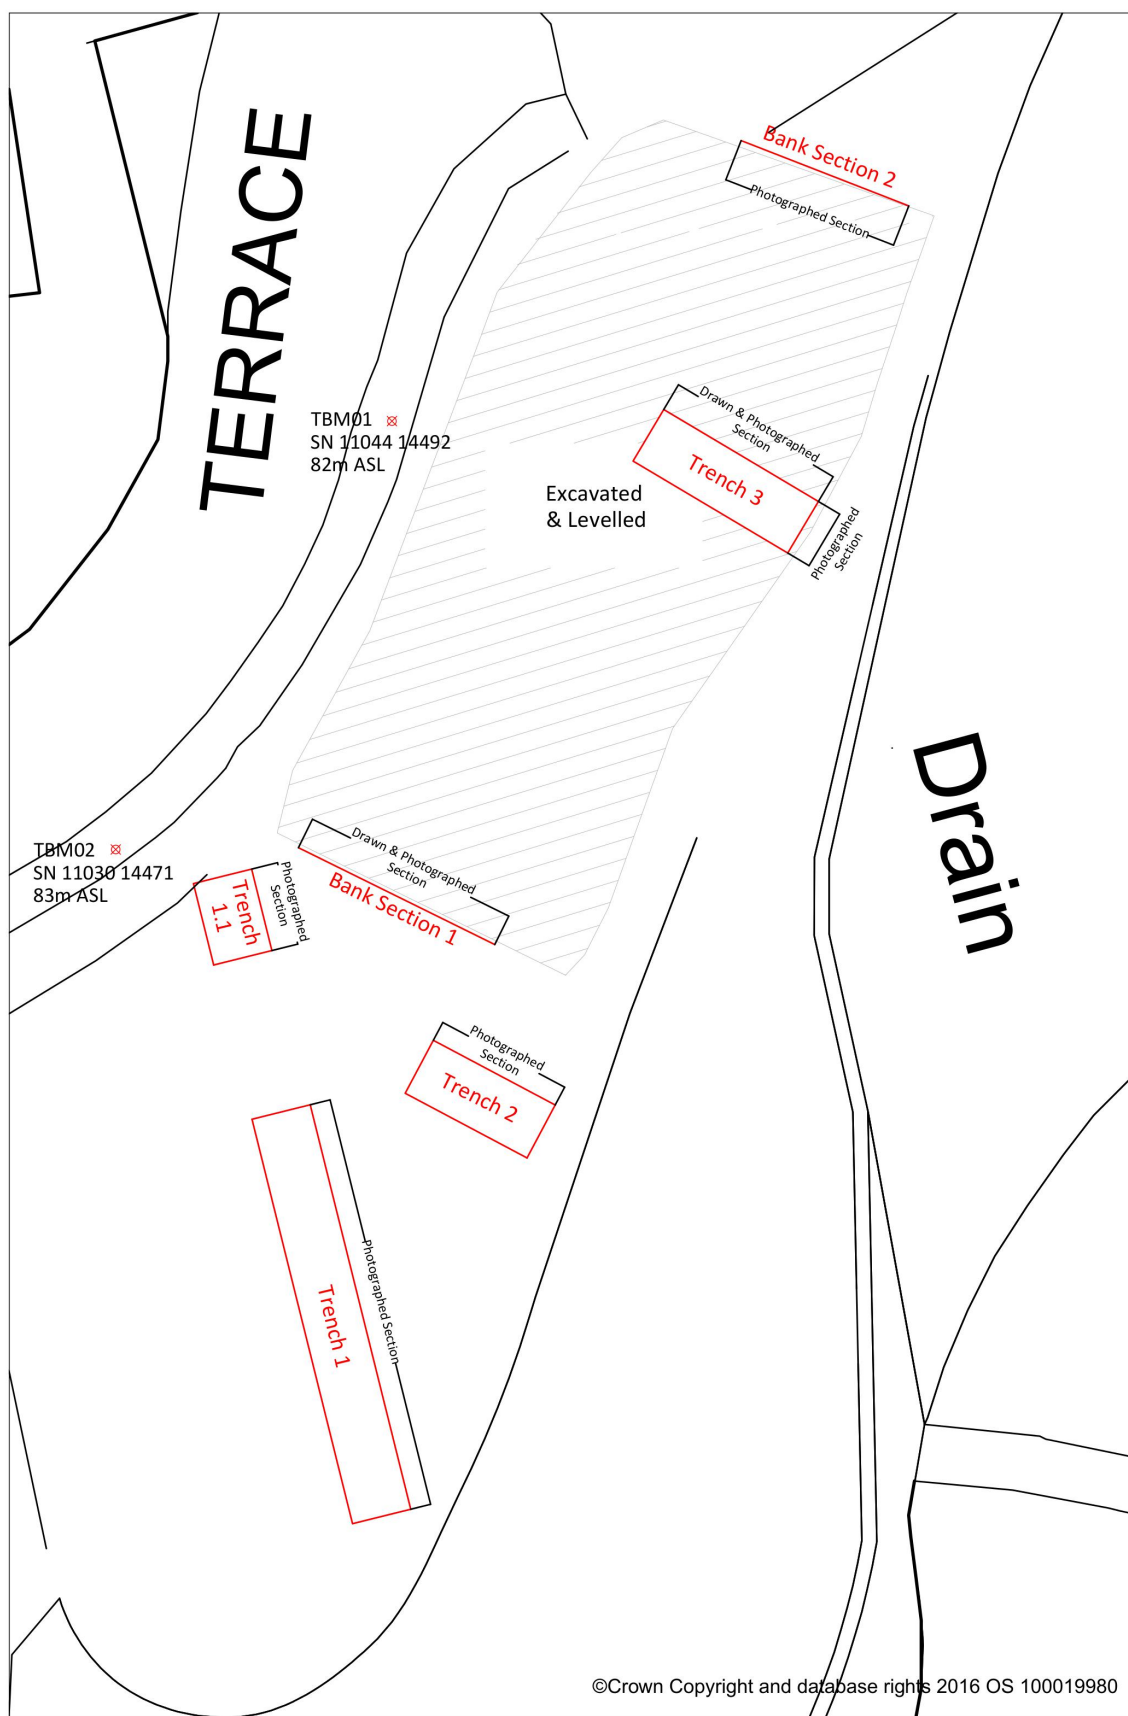 TERRACE
Bank Section 2
Photographed Section
TBM01
SN 11044 14492
82m ASL
Drawn & Photographed
Section
Trench 3
Photographed
Section
Excavated
& Levelled
Drain
TBM02
SN 11030 14471
83m ASL
Trench
1.1
Photographed
Section
Drawn & Photographed
Section
Bank Section 1
Photographed
Section
Trench 2
Photographed Section
Trench 1
©Crown Copyright and database rights 2016 OS 100019980